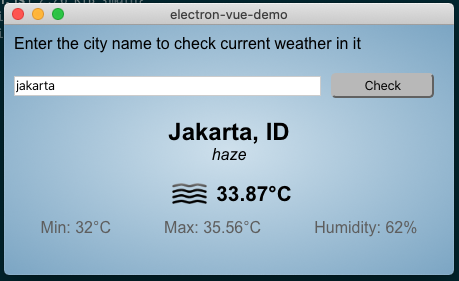 electron-vue-demo
Enter the city name to check current weather in it
jakarta Check
Jakarta, ID
haze
33.87°C
Min: 32°C Max: 35.56°C Humidity: 62%